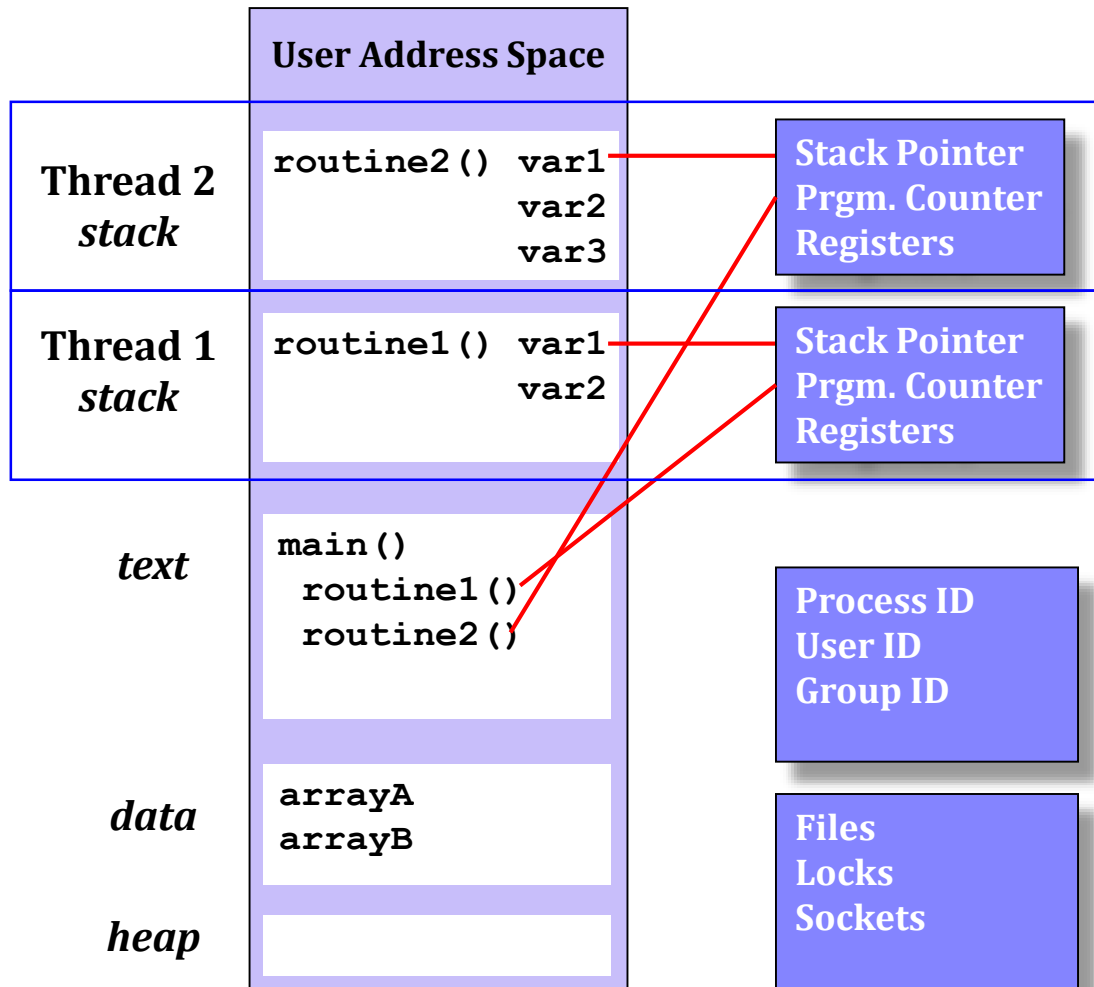 User Address Space
Thread 2
stack
routine2() var1
var2
var3
Stack Pointer
Prgm. Counter
Registers
Thread 1
stack
routine1() var1
var2
Stack Pointer
Prgm. Counter
Registers
text
main()
routine1()
routine2()
Process ID
User ID
Group ID
data
arrayA
arrayB
Files
Locks
Sockets
heap